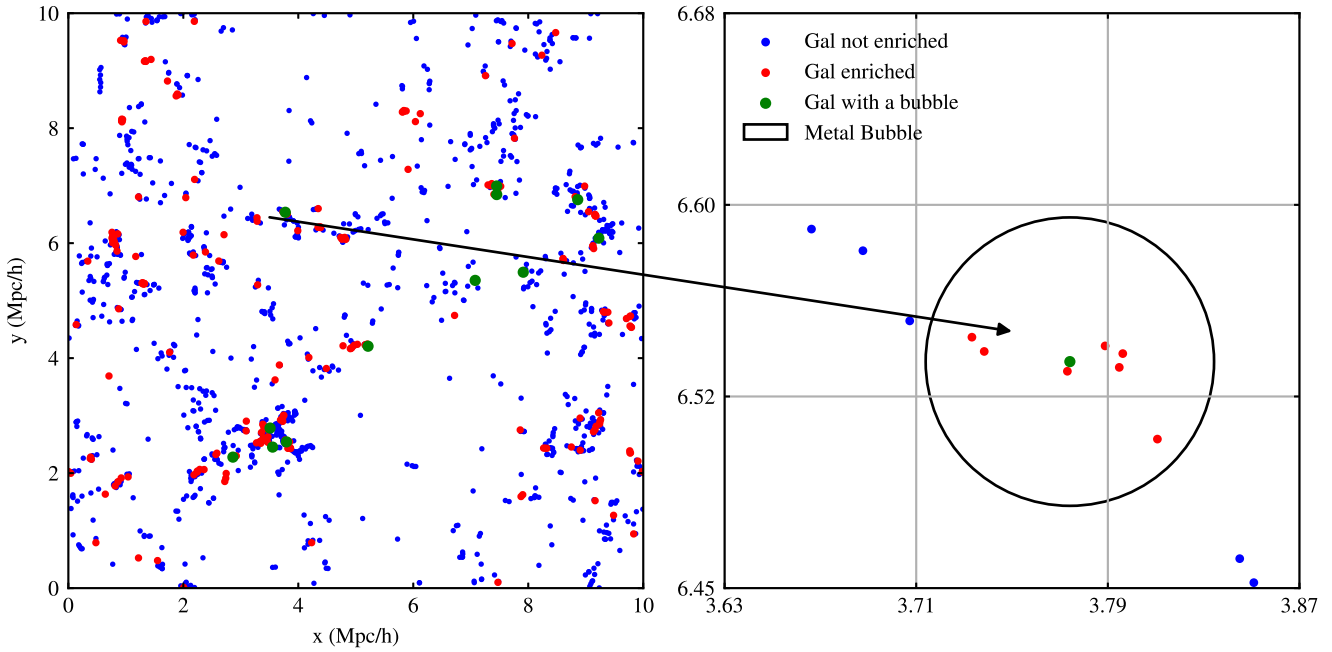 10
8
6
4
2
0
y (Mpc/h)
0 2 4 6 8 10
x (Mpc/h)
6.68
6.60
6.52
6.45
Gal not enriched
Gal enriched
Gal with a bubble
Metal Bubble
3.63 3.71 3.79 3.87